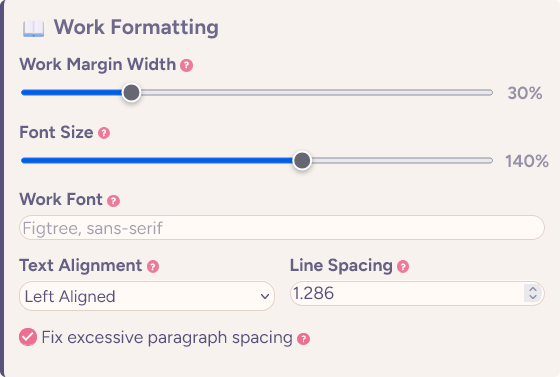 📖 Work Formatting
Work Margin Width ?
30%
Font Size ?
140%
Work Font ?
Figtree, sans-serif
Text Alignment ? Line Spacing ?
Left Aligned 1.286
Fix excessive paragraph spacing ?